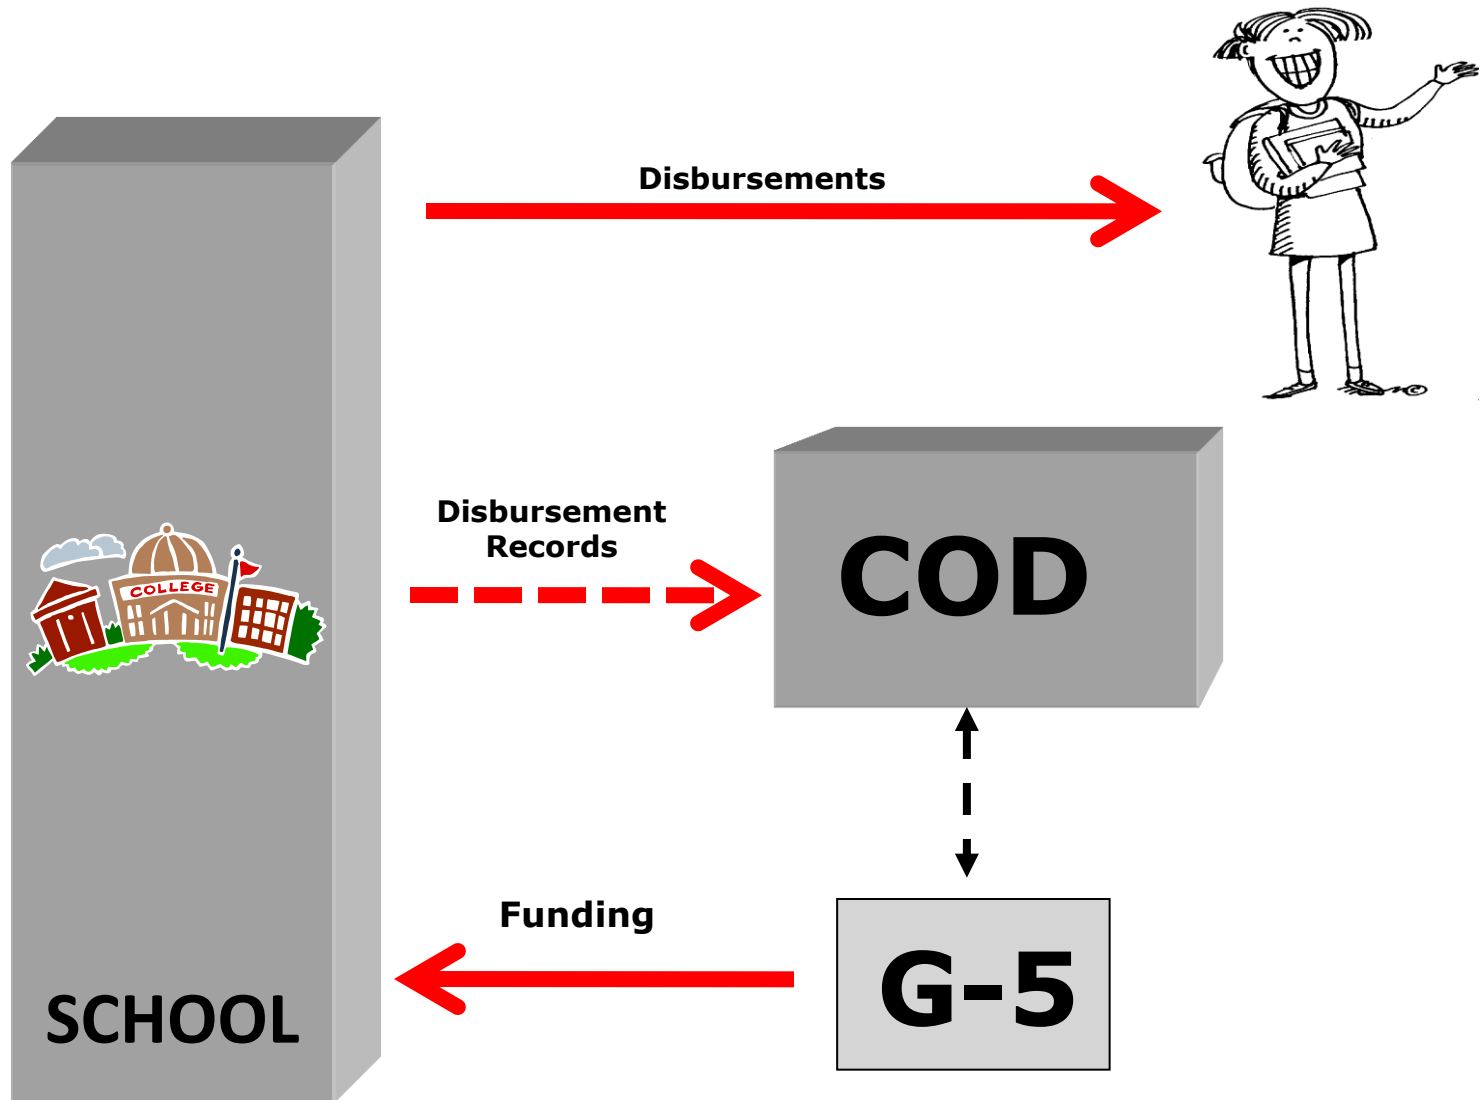 Disbursements
Disbursement
Records
COLLEGE
COD
Funding
G-5
SCHOOL
©